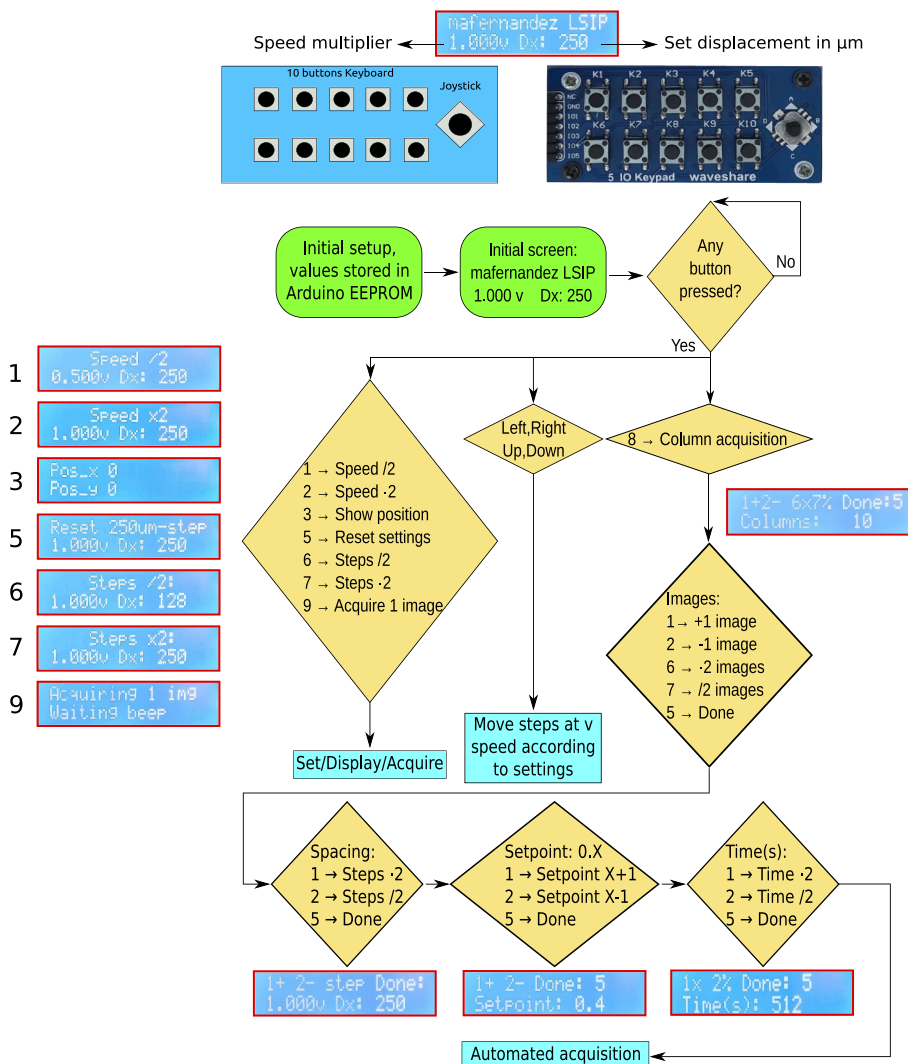 mafernandez LSIP
1.000v Dx: 250
Speed multiplier
Set displacement in µm
10 buttons Keyboard
Joystick
K1 K2 K3 K4 K5
NC
GND
IO1
IO2
IO3
IO4
IO5
K6 K7 K8 K9 K10
A
B
C
D
5 IO Keypad waveshare
Initial setup,
values stored in
Arduino EEPROM
Initial screen:
mafernandez LSIP
1.000 v Dx: 250
Any
button
pressed?
No
Yes
1
Speed /2
0.500v Dx: 250
2
Speed x2
1.000v Dx: 250
3
Pos_x 0
Pos_y 0
5
Reset 250um-step
1.000v Dx: 250
6
Steps /2:
1.000v Dx: 128
7
Steps x2:
1.000v Dx: 250
9
Acquiring 1 img
Waiting beep
1 → Speed /2
2 → Speed ·2
3 → Show position
5 → Reset settings
6 → Steps /2
7 → Steps ·2
9 → Acquire 1 image
Set/Display/Acquire
Left,Right
Up,Down
Move steps at v
speed according
to settings
8 → Column acquisition
1+2- 6x7% Done:5
Columns: 10
Images:
1→ +1 image
2 → -1 image
6 → ·2 images
7 → /2 images
5 → Done
Spacing:
1 → Steps ·2
2 → Steps /2
5 → Done
Setpoint: 0.X
1 → Setpoint X+1
2 → Setpoint X-1
5 → Done
Time(s):
1 → Time ·2
2 → Time /2
5 → Done
1+ 2- step Done:
1.000v Dx: 250
1+ 2- Done: 5
Setpoint: 0.4
1x 2% Done: 5
Time(s): 512
Automated acquisition